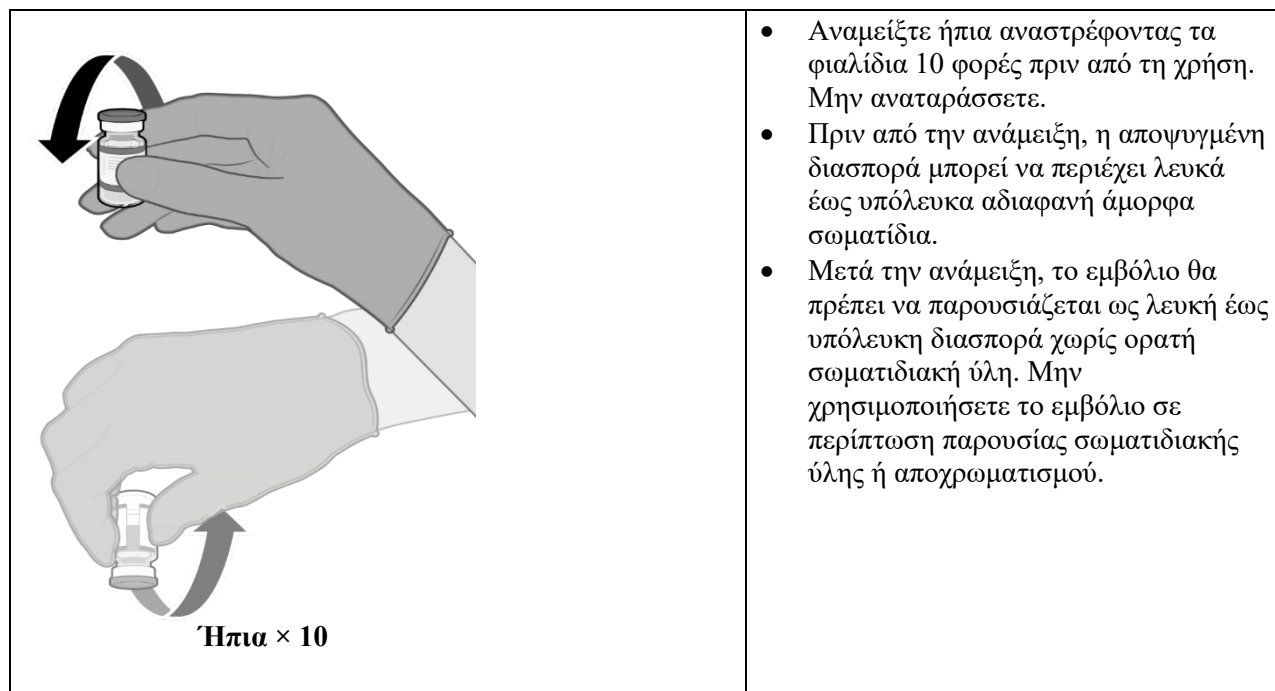 • Αναμείξτε ήπια αναστρέφοντας τα
φιαλίδια 10 φορές πριν από τη χρήση.
Μην αναταράσσετε.
• Πριν από την ανάμειξη, η αποψυγμένη
διασπορά μπορεί να περιέχει λευκά
έως υπόλευκα αδιαφανή άμορφα
σωματίδια.
• Μετά την ανάμειξη, το εμβόλιο θα
πρέπει να παρουσιάζεται ως λευκή έως
υπόλευκη διασπορά χωρίς ορατή
σωματιδιακή ύλη. Μην
χρησιμοποιήσετε το εμβόλιο σε
περίπτωση παρουσίας σωματιδιακής
ύλης ή αποχρωματισμού.
Ήπια × 10